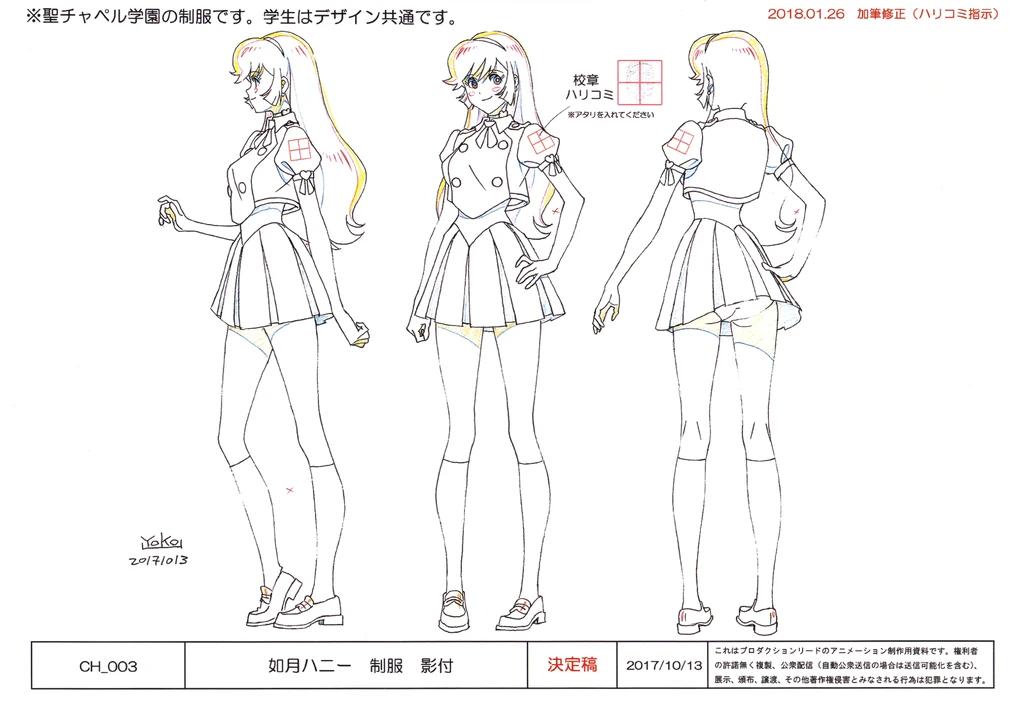 ※聖チャペル学園の制服です。学生はデザイン共通です。
2018.01.26 加筆修正（ハリコミ指示）
校章
ハリコミ
※アタリを入れてください
Yoko
20171013
CH_003
如月ハニー 制服 影付
決定稿
2017/10/13
これはプロダクションリードのアニメーション制作用資料です。権利者
の許諾無く複製、公衆配信（自動公衆送信の場合は送信可能化を含む）、
展示、頒布、譲渡、その他著作権侵害とみなされる行為は犯罪となります。